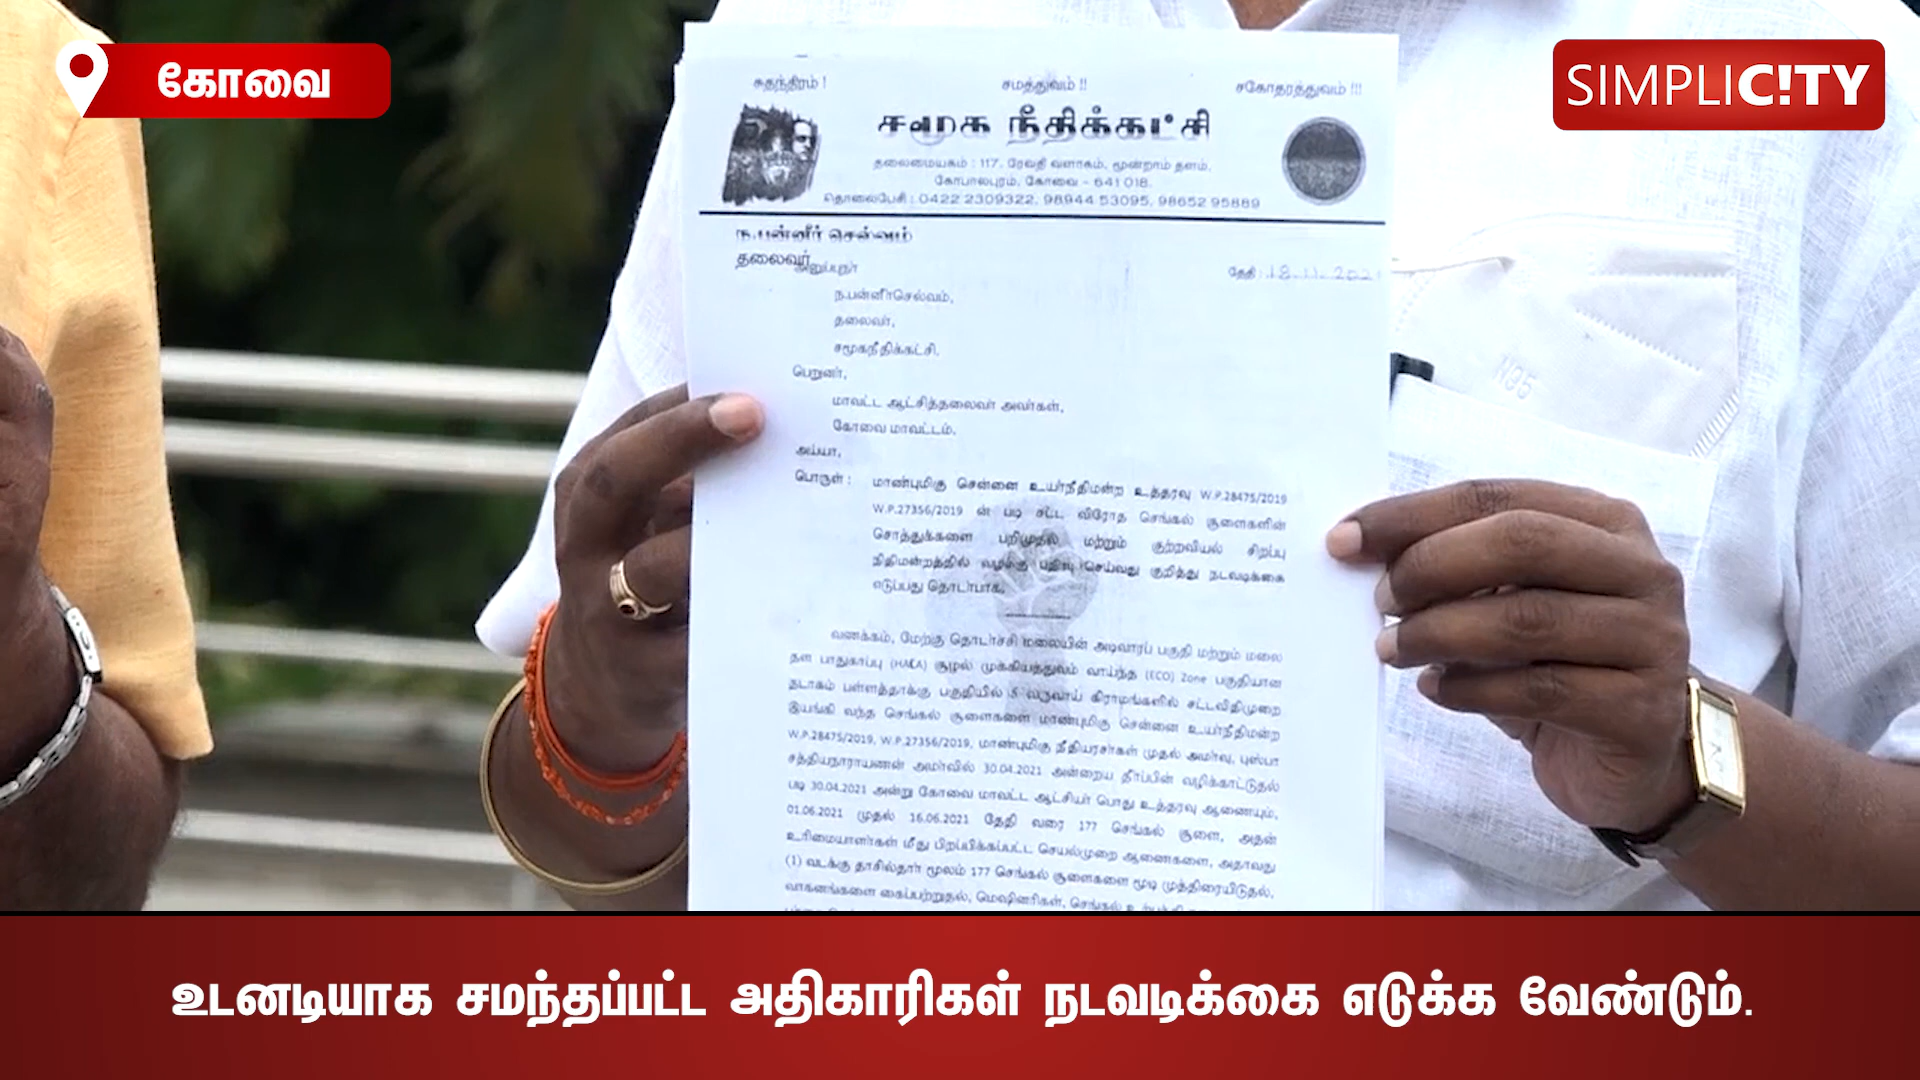 கோவை
SIMPLIC!TY
சுதந்திரம் ! சமத்துவம் !! சகோதரத்துவம் !!!
சமூக நீதிக்கட்சி
தலைமையகம் : 117, ரேவதி வளாகம், மூன்றாம் தளம்,
கோபாலபுரம், கோவை - 641 018.
தொலைபேசி : 0422 2309322, 98944 53095, 98652 95889
ந.பன்னீர் செல்வம்
தலைவர்
அனுப்புநர்
தேதி : 18-11-202
ந.பன்னீர்செல்வம்,
தலைவர்,
சமூகநீதிக்கட்சி.
பெறுனர்,
மாவட்ட ஆட்சித்தலைவர் அவர்கள்,
கோவை மாவட்டம்.
அய்யா,
பொருள் : மாண்புமிகு சென்னை உயர்நீதிமன்ற உத்தரவு W.P.28475/2019
W.P.27356/2019 ன் படி சட்ட விரோத செங்கல் சூளைகளின்
சொத்துக்களை பறிமுதல் மற்றும் குற்றவியல் சிறப்பு
நிதிமன்றத்தில் வழக்கு பதிவு செய்வது குறித்து நடவடிக்கை
எடுப்பது தொடர்பாக.
வணக்கம், மேற்கு தொடர்ச்சி மலையின் அடிவாரப் பகுதி மற்றும் மலை
தள பாதுகாப்பு (HACA) சூழல் முக்கியத்துவம் வாய்ந்த (ECO) Zone பகுதியான
தடாகம் பள்ளத்தாக்கு பகுதியில் 5 வருவாய் கிராமங்களில் சட்டவிதிமுறை
இயங்கி வந்த செங்கல் சூளைகளை மாண்புமிகு சென்னை உயர்நீதிமன்ற
W.P.28475/2019, W.P.27356/2019, மாண்புமிகு நீதியரசர்கள் முதல் அமர்வு, புஸ்பா
சத்தியநாராயணன் அமர்வில் 30.04.2021 அன்றைய தீர்ப்பின் வழிக்காட்டுதல்
படி 30.04.2021 அன்று கோவை மாவட்ட ஆட்சியர் பொது உத்தரவு ஆணையும்,
01.06.2021 முதல் 16.06.2021 தேதி வரை 177 செங்கல் சூளை, அதன்
உரிமையாளர்கள் மீது பிறப்பிக்கப்பட்ட செயல்முறை ஆணைகளை, அதாவது
(1) வடக்கு தாசில்தார் மூலம் 177 செங்கல் சூளைகளை மூடி முத்திரையிடுதல்,
வாகனங்களை கைப்பற்றுதல், மெஷினரிகள், செங்கல்
N95
உடனடியாக சமந்தப்பட்ட அதிகாரிகள் நடவடிக்கை எடுக்க வேண்டும்.